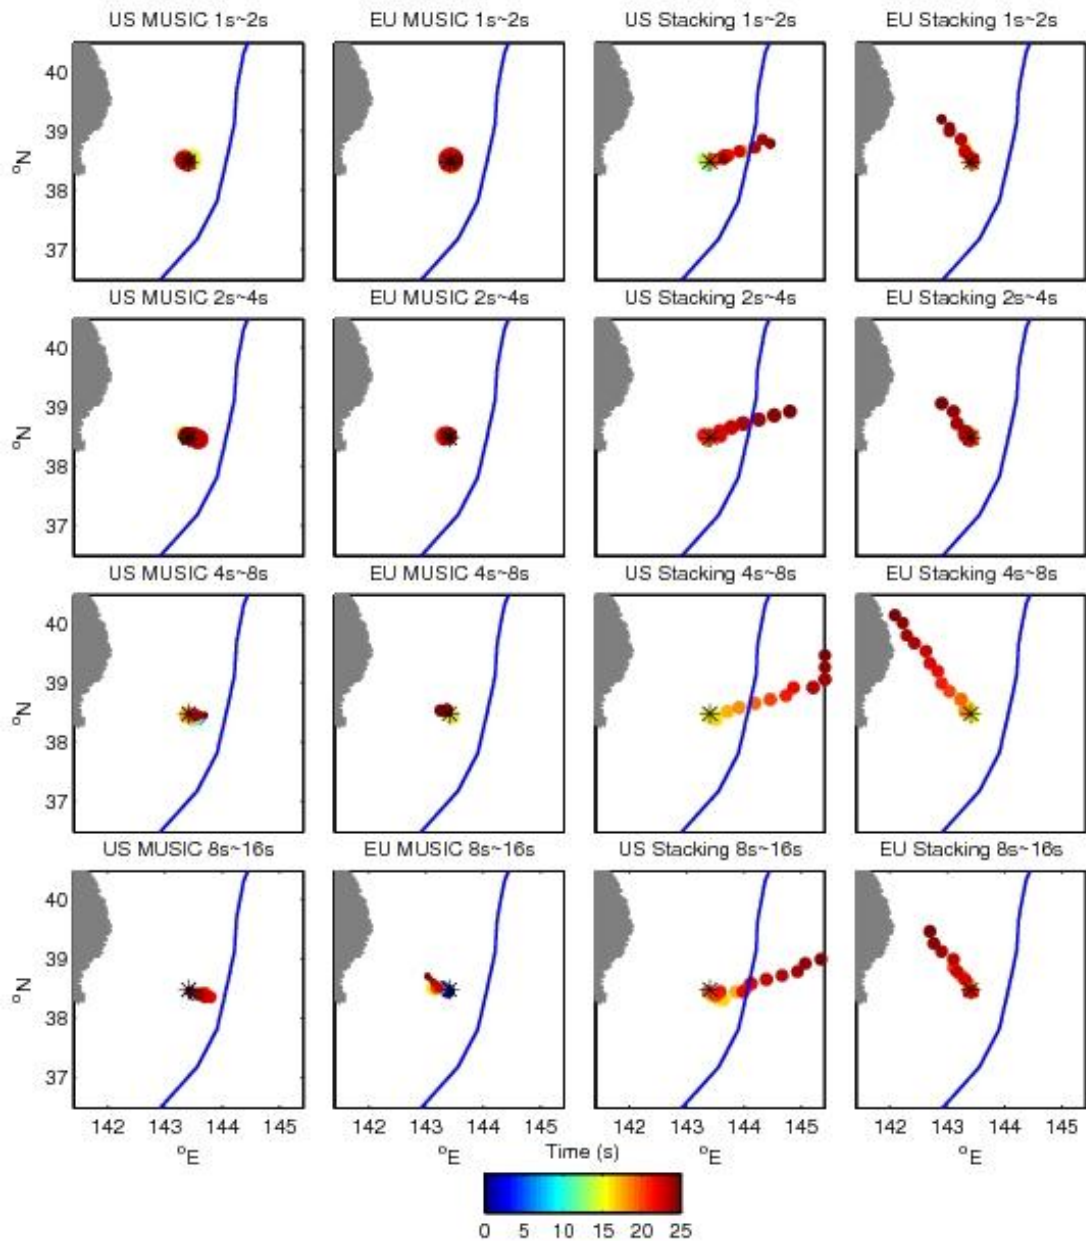 US MUSIC 1s~2s EU MUSIC 1s~2s US Stacking 1s~2s EU Stacking 1s~2s
40
39
°N
38
37
US MUSIC 2s~4s EU MUSIC 2s~4s US Stacking 2s~4s EU Stacking 2s~4s
40
39
°N
38
37
US MUSIC 4s~8s EU MUSIC 4s~8s US Stacking 4s~8s EU Stacking 4s~8s
40
39
°N
38
37
US MUSIC 8s~16s EU MUSIC 8s~16s US Stacking 8s~16s EU Stacking 8s~16s
40
39
°N
38
37
142 143 144 145 142 143 144 145 142 143 144 145 142 143 144 145
°E °E °E °E
Time (s)
0 5 10 15 20 25